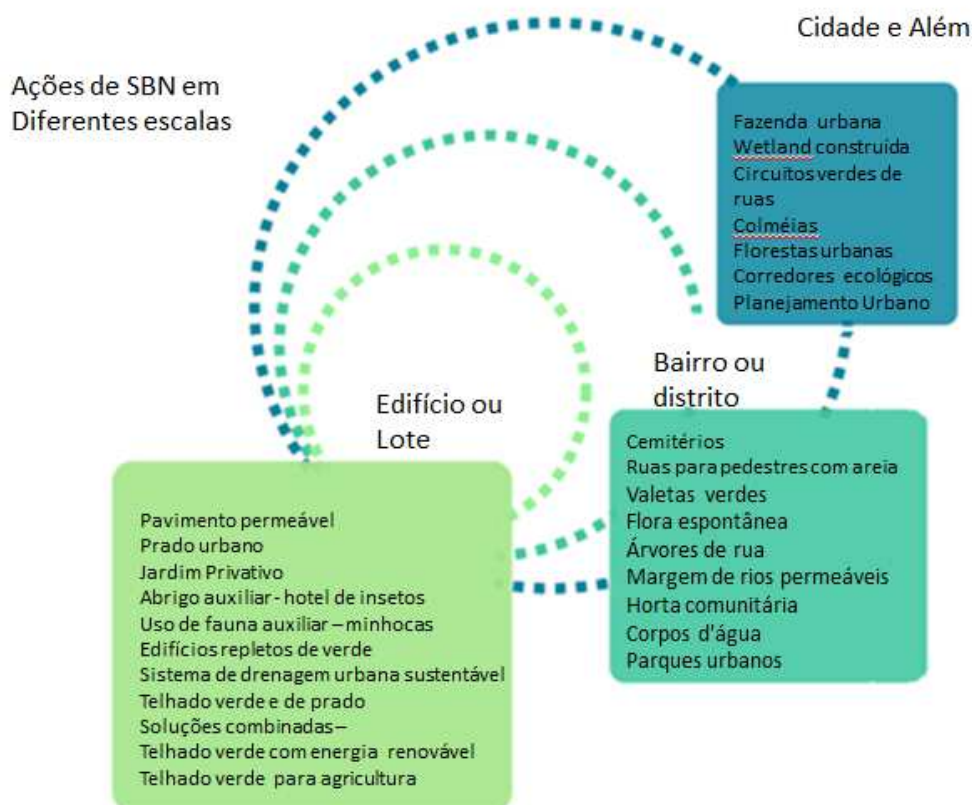 Ações de SBN em
Diferentes escalas
Cidade e Além
Fazenda urbana
Wetland construída
Circuitos verdes de
ruas
Colméias
Florestas urbanas
Corredores ecológicos
Planejamento Urbano
Bairro ou
distrito
Cemitérios
Ruas para pedestres com areia
Valetas verdes
Flora espontânea
Árvores de rua
Margem de rios permeáveis
Horta comunitária
Corpos d'água
Parques urbanos
Edifício ou
Lote
Pavimento permeável
Prado urbano
Jardim Privativo
Abrigo auxiliar - hotel de insetos
Uso de fauna auxiliar – minhocas
Edifícios repletos de verde
Sistema de drenagem urbana sustentável
Telhado verde e de prado
Soluções combinadas –
Telhado verde com energia renovável
Telhado verde para agricultura